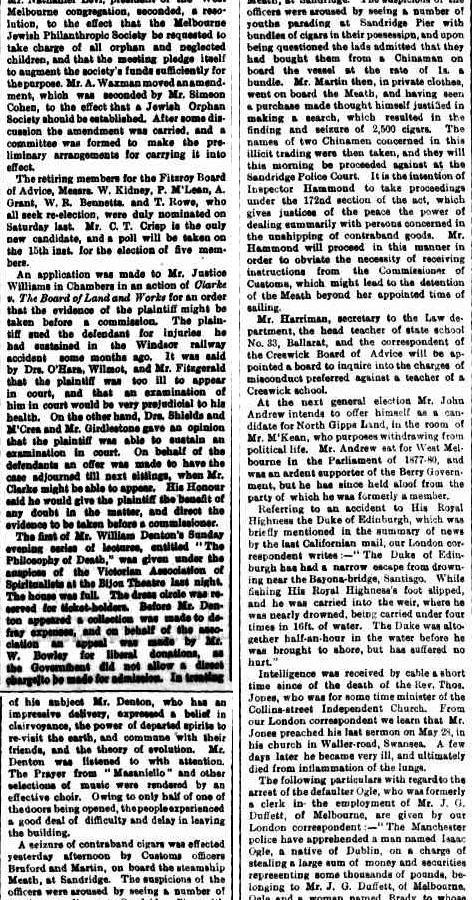 Melbourne congregation, seconded, a reso-
lution, to the effect that the Melbourne
Jewish Philanthropic Society be requested to
take charge of all orphan and neglected
children, and that the meeting pledge itself
to augment the society's funds sufficiently for
the purpose. Mr. A. Waxman moved an amend-
ment, which was seconded by Mr. Simeon
Cohen, to the effect that a Jewish Orphan
Society should be established. After some dis-
cussion the amendment was carried, and a
committee was formed to make the pre-
liminary arrangements for carrying it into
effect.
The retiring members for the Fitzroy Board
of Advice, Messrs. W. Kidney, P. M'Lean, A.
Grant, W. R. Bennetts, and T. Rowe, who
all seek re-election, were duly nominated on
Saturday last. Mr. C. T. Crisp is the only
new candidate, and a poll will be taken on
the 15th inst. for the election of five mem-
bers.
An application was made to Mr. Justice
Williams in Chambers in an action of Clarke
v. The Board of Land and Works for an order
that the evidence of the plaintiff might be
taken before a commission. The plain-
tiff sued the defendant for injuries he
had sustained in the Windsor railway
accident some months ago. It was said
by Drs. O'Hara, Wilmot, and Mr. Fitzgerald
that the plaintiff was too ill to appear
in court, and that an examination of
him in court would be very prejudicial to his
health. On the other hand, Drs. Shields and
M'Crea and Mr. Girdlestone gave an opinion
that the plaintiff was able to sustain an
examination in court. On behalf of the
defendants an offer was made to have the
case adjourned till next sittings, when Mr.
Clarke might be able to appear. His Honour
said he would give the plaintiff the benefit of
any doubt in the matter, and direct the
evidence to be taken before a commissioner.
The first of Mr. William Denton's Sunday
evening series of lectures, entitled "The
Philosophy of Death," was given under the
auspices of the Victorian Association of
Spiritualists at the Bijou Theatre last night.
The house was full. The dress circle was re-
served for ticket-holders. Before Mr. Den-
ton appeared a collection was made to de-
fray expenses, and on behalf of the asso-
ciation an appeal was made by Mr.
W. Bowley for liberal donations, as
the Government did not allow a direct
charge to be made for admission. In treating
of his subject Mr. Denton, who has an
impressive delivery, expressed a belief in
clairvoyance, the power of departed spirits to
re-visit the earth, and commune with their
friends, and the theory of evolution. Mr.
Denton was listened to with attention.
The Prayer from "Masaniello" and other
selections of music were rendered by an
effective choir. Owing to only half of one of
the doors being opened, the people experienced
a good deal of difficulty and delay in leaving
the building.
A seizure of contraband cigars was effected
yesterday afternoon by Customs officers
Bruford and Martin, on board the steamship
Meath, at Sandridge. The suspicions of the
officers were aroused by seeing a number of
officers were aroused by seeing a number of
youths parading at Sandridge Pier with
bundles of cigars in their possession, and upon
being questioned the lads admitted that they
had bought them from a Chinaman on
board the vessel at the rate of 1s. a
bundle. Mr. Martin then, in private clothes,
went on board the Meath, and having seen
a purchase made thought himself justified in
making a search, which resulted in the
finding and seizure of 2,500 cigars. The
names of two Chinamen concerned in this
illicit trading were then taken, and they will
this morning be proceeded against at the
Sandridge Police Court. It is the intention of
Inspector Hammond to take proceedings
under the 172nd section of the act, which
gives justices of the peace the power of
dealing summarily with persons concerned in
the unshipping of contraband goods. Mr.
Hammond will proceed in this manner in
order to obviate the necessity of receiving
instructions from the Commissioner of
Customs, which might lead to the detention
of the Meath beyond her appointed time of
sailing.
Mr. Harriman, secretary to the Law de-
partment, the head teacher of state school
No. 33, Ballarat, and the correspondent of
the Creswick Board of Advice will be ap-
pointed a board to inquire into the charges of
misconduct preferred against a teacher of a
Creswick school.
At the next general election Mr. John
Andrew intends to offer himself as a can-
didate for North Gipps Land, in the room of
Mr. M'Kean, who purposes withdrawing from
political life. Mr. Andrew sat for West Mel-
bourne in the Parliament of 1877-80, and
was an ardent supporter of the Berry Govern-
ment, but he has since held aloof from the
party of which he was formerly a member.
Referring to an accident to His Royal
Highness the Duke of Edinburgh, which was
briefly mentioned in the summary of news
by the last Californian mail, our London cor-
respondent writes:—"The Duke of Edin-
burgh has had a narrow escape from drown-
ing near the Bayona-bridge, Santiago. While
fishing His Royal Highness's foot slipped,
and he was carried into the weir, where he
was nearly drowned, being carried under four
times in 16ft. of water. The Duke was alto-
gether half-an-hour in the water before he
was brought to shore, but has suffered no
hurt."
Intelligence was received by cable a short
time since of the death of the Rev. Thos.
Jones, who was for some time minister of the
Collins-street Independent Church. From
our London correspondent we learn that Mr.
Jones preached his last sermon on May 28, in
his church in Walter-road, Swansea. A few
days later he became very ill, and ultimately
died from inflammation of the lungs.
The following particulars with regard to the
arrest of the defaulter Ogle, who was formerly
a clerk in the employment of Mr. J. G.
Duffett, of Melbourne, are given by our
London correspondent:—"The Manchester
police have apprehended a man named Isaac
Ogle, a native of Dublin, on a charge of
stealing a large sum of money and securities
representing some thousands of pounds, be-
longing to Mr. J. G. Duffett, of Melbourne,
Ogle and a woman named Brady, to whose